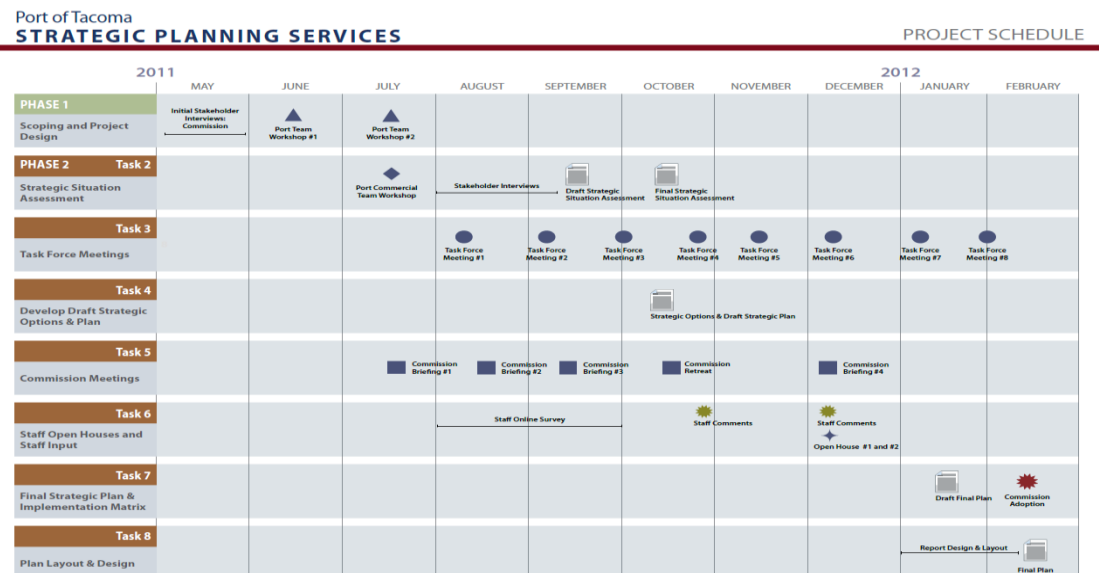 Port of Tacoma
STRATEGIC PLANNING SERVICES
PROJECT SCHEDULE
2011
2012
MAY
JUNE
JULY
AUGUST
SEPTEMBER
OCTOBER
NOVEMBER
DECEMBER
JANUARY
FEBRUARY
PHASE 1
Scoping and Project
Design
Initial Stakeholder
Interviews:
Commission
Port Team
Workshop #1
Port Team
Workshop #2
PHASE 2 Task 2
Strategic Situation
Assessment
Port Commercial
Team Workshop
Stakeholder Interviews
Draft Strategic
Situation Assessment
Final Strategic
Situation Assessment
Task 3
Task Force Meetings
Task Force
Meeting #1
Task Force
Meeting #2
Task Force
Meeting #3
Task Force
Meeting #4
Task Force
Meeting #5
Task Force
Meeting #6
Task Force
Meeting #7
Task Force
Meeting #8
Task 4
Develop Draft Strategic
Options & Plan
Strategic Options & Draft Strategic Plan
Task 5
Commission Meetings
Commission
Briefing #1
Commission
Briefing #2
Commission
Briefing #3
Commission
Retreat
Commission
Briefing #4
Task 6
Staff Open Houses and
Staff Input
Staff Online Survey
Staff Comments
Staff Comments
Open House #1 and #2
Task 7
Final Strategic Plan &
Implementation Matrix
Draft Final Plan
Commission
Adoption
Task 8
Plan Layout & Design
Report Design & Layout
Final Plan